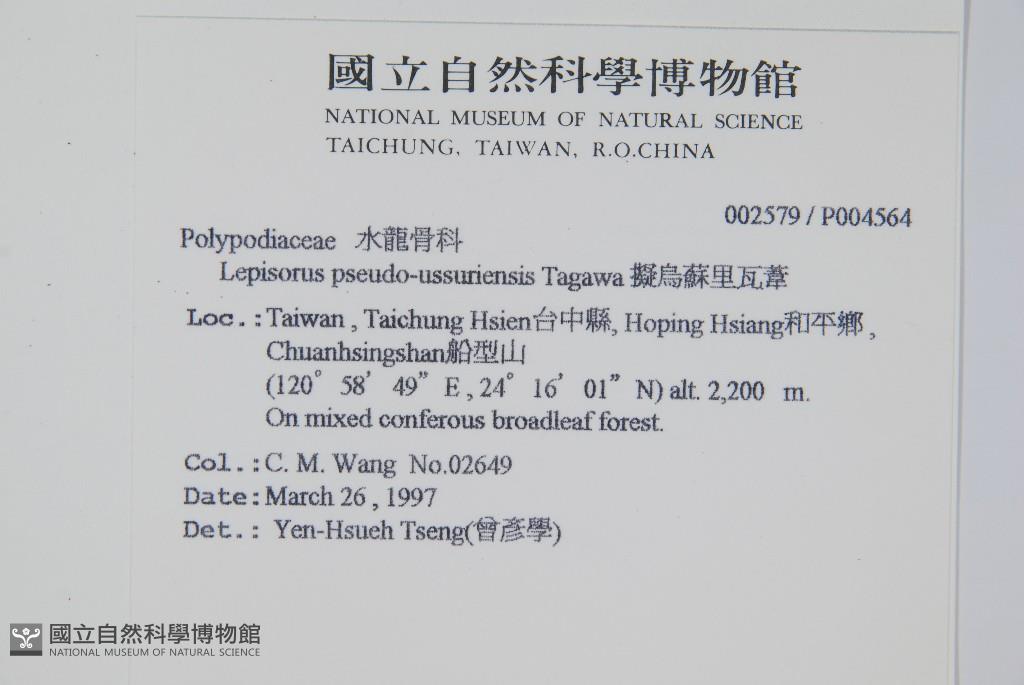 國立自然科學博物館
NATIONAL MUSEUM OF NATURAL SCIENCE
TAICHUNG, TAIWAN, R.O.CHINA
002579 / P004564
Polypodiaceae 水龍骨科
Lepisorus pseudo-ussuriensis Tagawa 擬烏蘇里瓦葦
Loc.:Taiwan , Taichung Hsien台中縣, Hoping Hsiang和平鄉 ,
Chuanhsingshan船型山
(120° 58' 49" E , 24° 16' 01" N) alt. 2,200 m.
On mixed conferous broadleaf forest.
Col.:C. M. Wang No.02649
Date:March 26 , 1997
Det.: Yen-Hsueh Tseng(曾彥學)
國立自然科學博物館
NATIONAL MUSEUM OF NATURAL SCIENCE